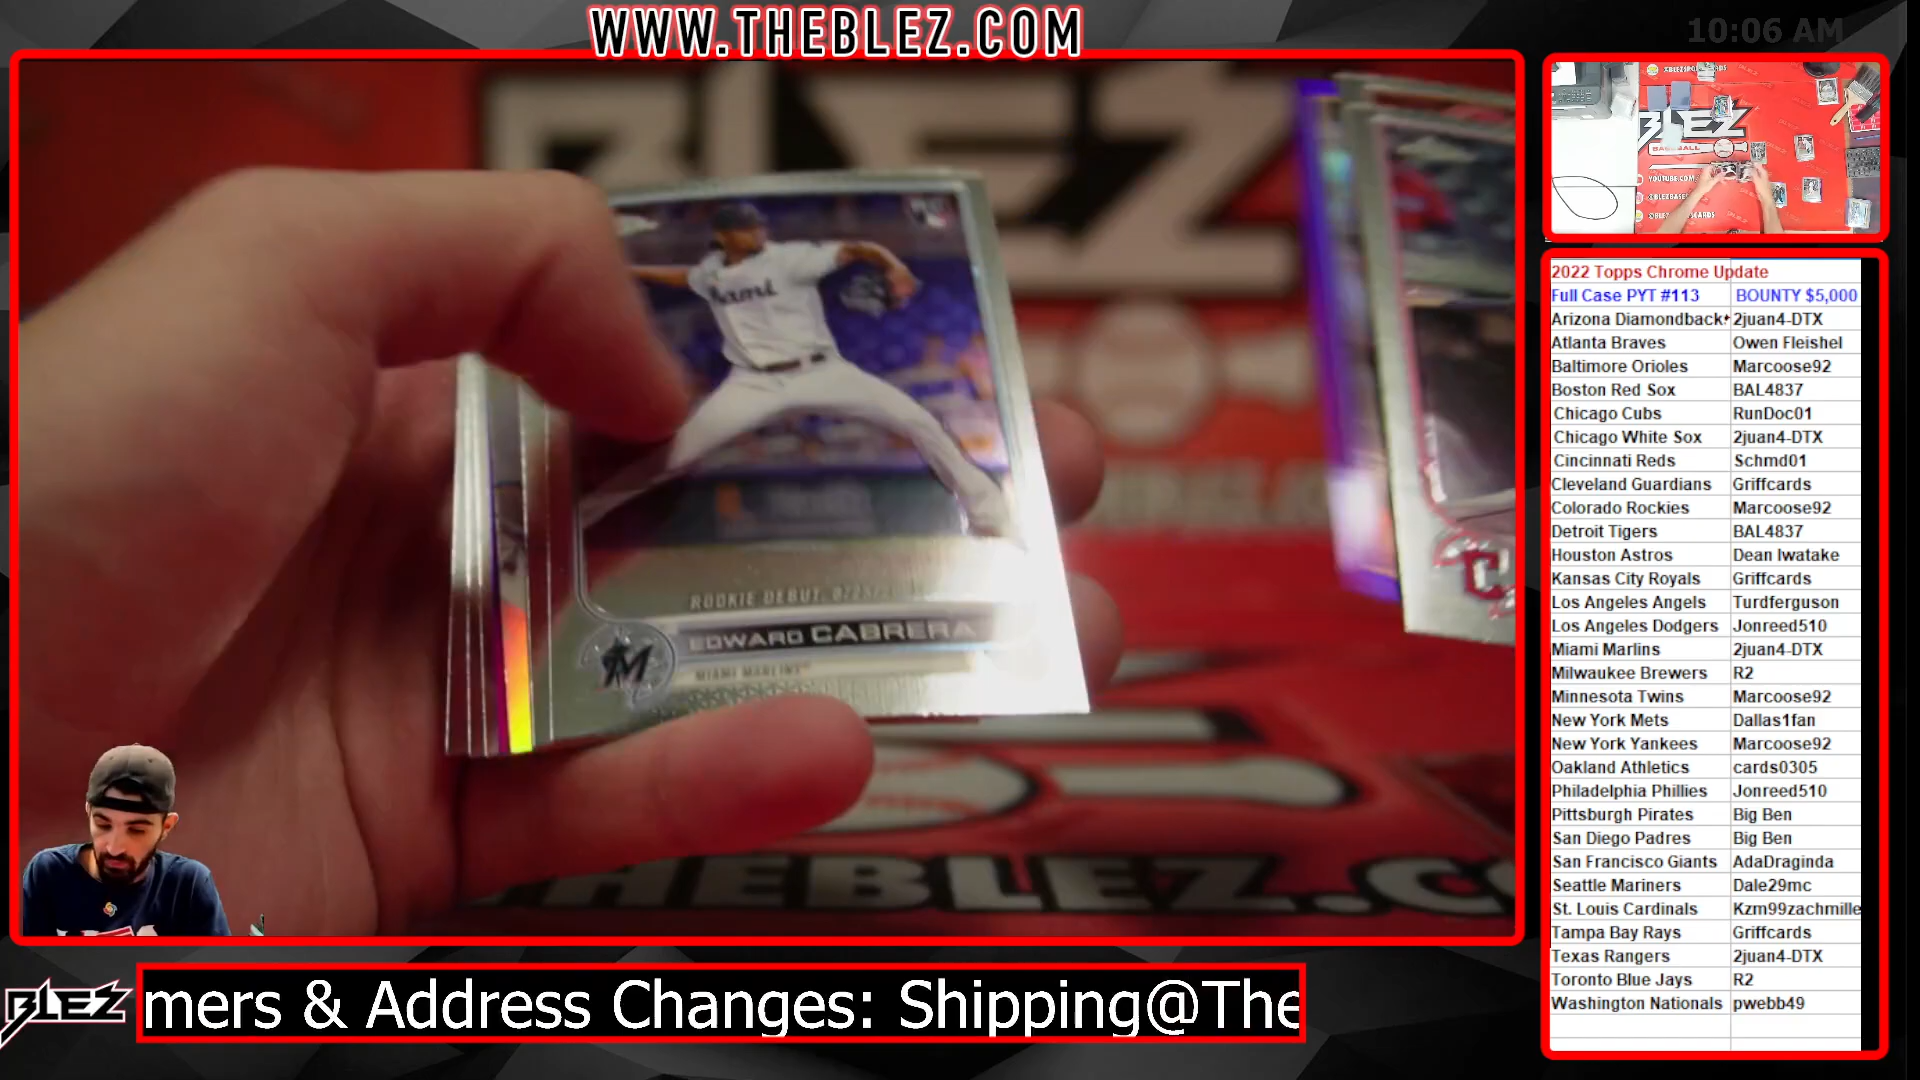 WWW.THEBLEZ.COM
10:06 AM
BLEZ
EDWARD CABRERA
MIAMI MARLINS
ROOKIE DEBUT
M
THEBLEZ.C
BLEZ
BASEBALL
YOUTUBE.COM
2022 Topps Chrome Update
Full Case PYT #113 BOUNTY $5,000
Arizona Diamondback 2juan4-DTX
Atlanta Braves Owen Fleishel
Baltimore Orioles Marcoose92
Boston Red Sox BAL4837
Chicago Cubs RunDoc01
Chicago White Sox 2juan4-DTX
Cincinnati Reds Schmd01
Cleveland Guardians Griffcards
Colorado Rockies Marcoose92
Detroit Tigers BAL4837
Houston Astros Dean Iwatake
Kansas City Royals Griffcards
Los Angeles Angels Turdferguson
Los Angeles Dodgers Jonreed510
Miami Marlins 2juan4-DTX
Milwaukee Brewers R2
Minnesota Twins Marcoose92
New York Mets Dallas1fan
New York Yankees Marcoose92
Oakland Athletics cards0305
Philadelphia Phillies Jonreed510
Pittsburgh Pirates Big Ben
San Diego Padres Big Ben
San Francisco Giants AdaDraginda
Seattle Mariners Dale29mc
St. Louis Cardinals Kzm99zachmille
Tampa Bay Rays Griffcards
Texas Rangers 2juan4-DTX
Toronto Blue Jays R2
Washington Nationals pwebb49
BLEZ
mers & Address Changes: Shipping@The